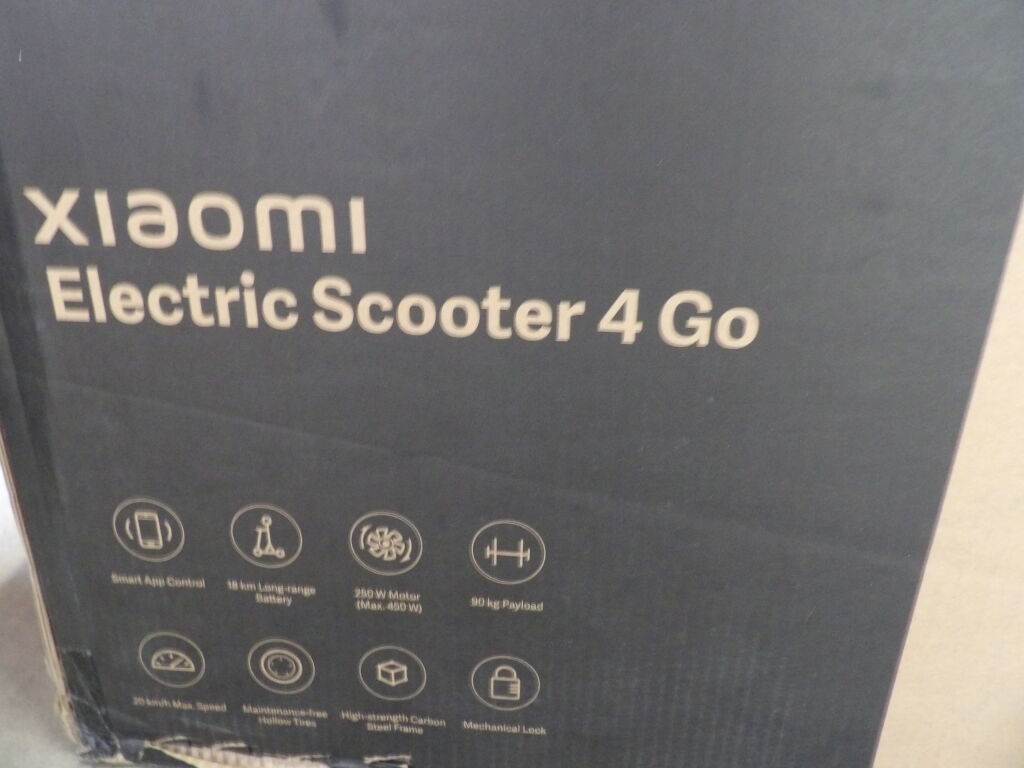 xiaomi
Electric Scooter 4 Go
Smart App Control
18 km Long-range
Battery
250 W Motor
(Max. 450 W)
90 kg Payload
20 km/h Max. Speed
Maintenance-free
Hollow Tires
High-strength Carbon
Steel Frame
Mechanical Lock